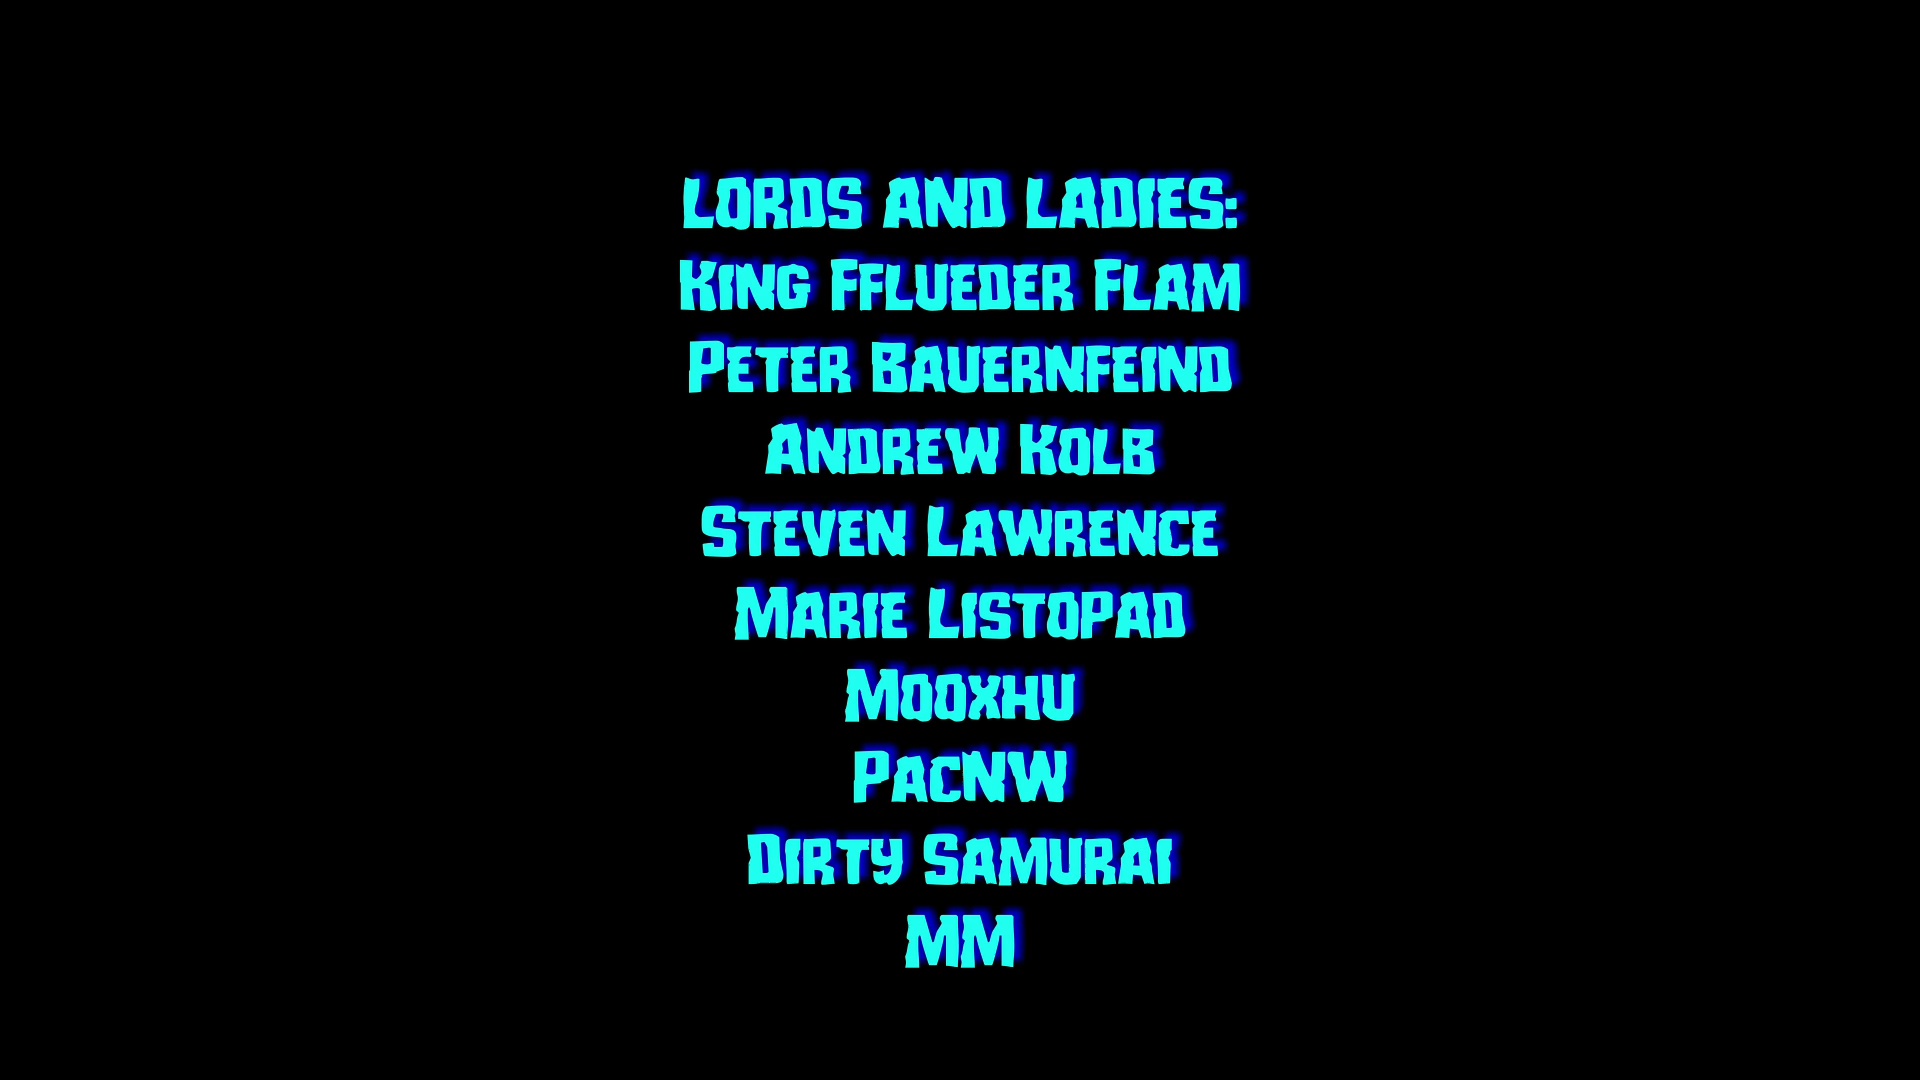 LORDS AND LADIES:
King Fflueder Flam
Peter Bauernfeind
Andrew Kolb
Steven Lawrence
Marie Listopad
Mooxhu
PacNW
Dirty Samurai
MM